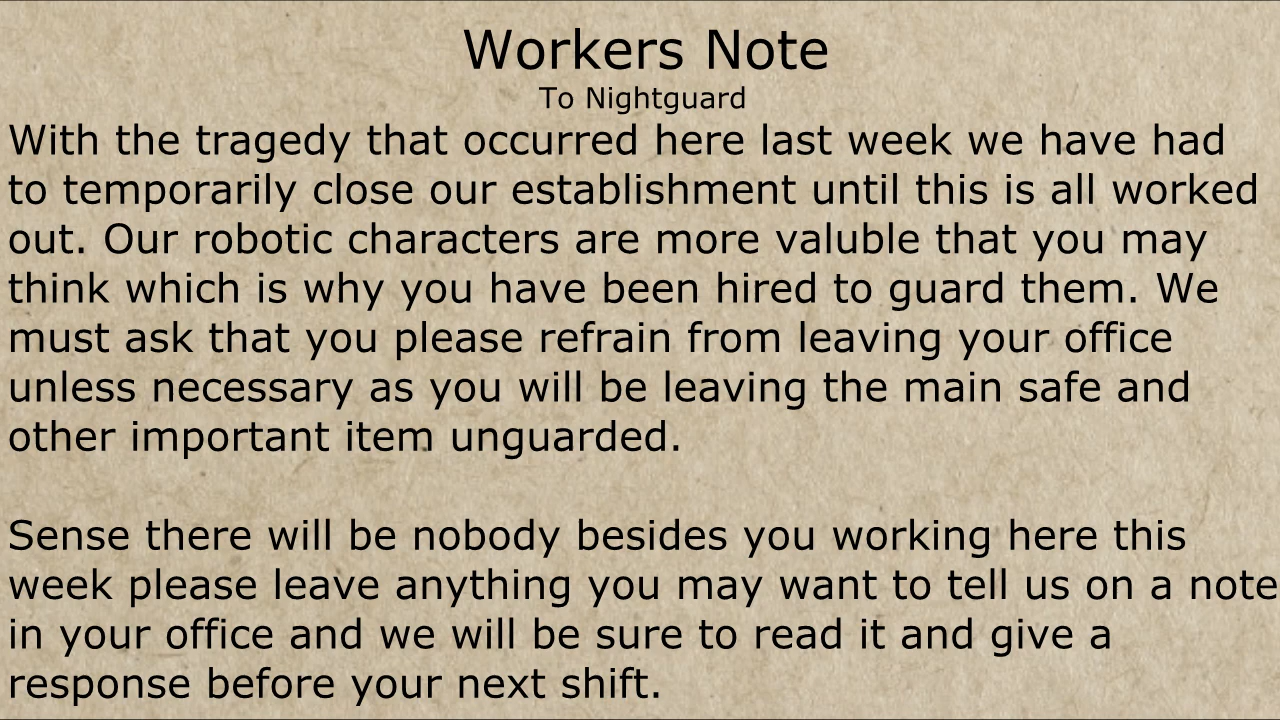 Workers Note
To Nightguard
With the tragedy that occurred here last week we have had
to temporarily close our establishment until this is all worked
out. Our robotic characters are more valuble that you may
think which is why you have been hired to guard them. We
must ask that you please refrain from leaving your office
unless necessary as you will be leaving the main safe and
other important item unguarded.
Sense there will be nobody besides you working here this
week please leave anything you may want to tell us on a note
in your office and we will be sure to read it and give a
response before your next shift.